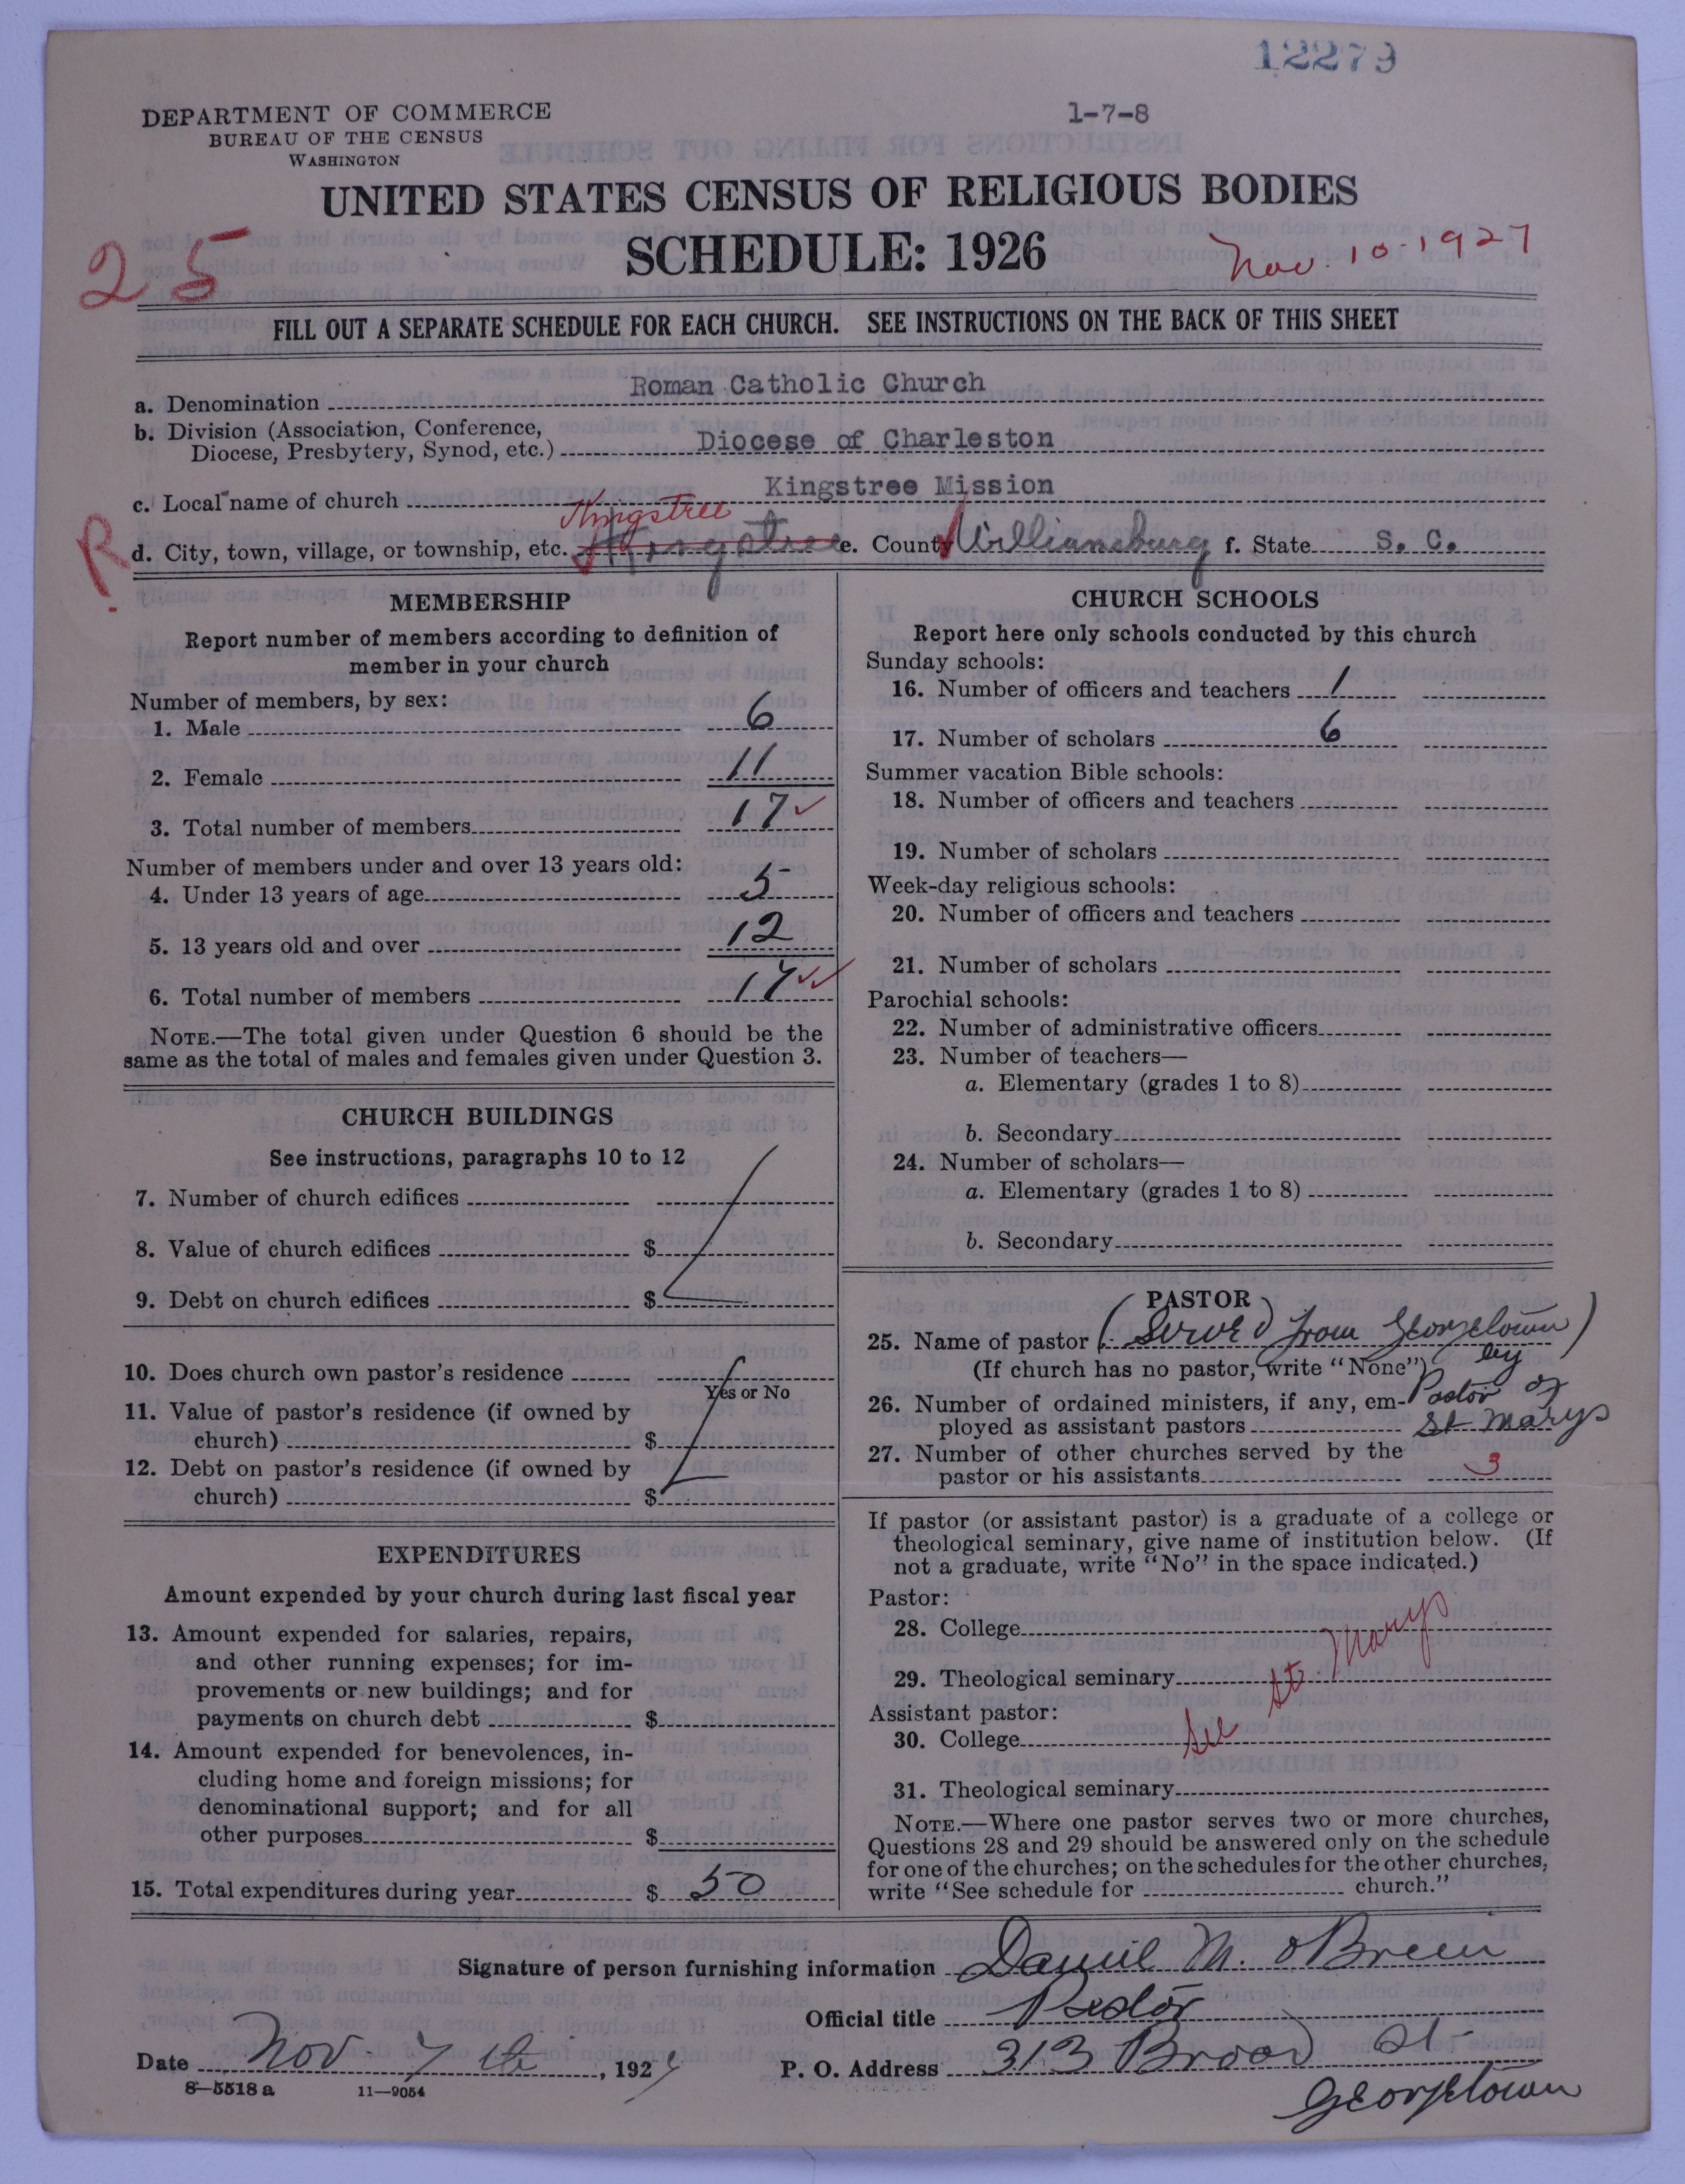 12279
DEPARTMENT OF COMMERCE
BUREAU OF THE CENSUS
WASHINGTON
1-7-8
UNITED STATES CENSUS OF RELIGIOUS BODIES
SCHEDULE: 1926
25
Nov. 10-1927
FILL OUT A SEPARATE SCHEDULE FOR EACH CHURCH. SEE INSTRUCTIONS ON THE BACK OF THIS SHEET
a. Denomination Roman Catholic Church
b. Division (Association, Conference,
Diocese, Presbytery, Synod, etc.) Diocese of Charleston
c. Local name of church Kingstree Mission
Kingstree
R
d. City, town, village, or township, etc. Kingstree e. County Williamsburg f. State S. C.
MEMBERSHIP
Report number of members according to definition of
member in your church
Number of members, by sex:
1. Male 6
2. Female 11
3. Total number of members 17 ✓
Number of members under and over 13 years old:
4. Under 13 years of age 5
5. 13 years old and over 12
6. Total number of members 17 ✓✓
NOTE.—The total given under Question 6 should be the
same as the total of males and females given under Question 3.
CHURCH BUILDINGS
See instructions, paragraphs 10 to 12
7. Number of church edifices
8. Value of church edifices $
9. Debt on church edifices $
10. Does church own pastor's residence
Yes or No
11. Value of pastor's residence (if owned by
church) $
12. Debt on pastor's residence (if owned by
church) $
EXPENDITURES
Amount expended by your church during last fiscal year
13. Amount expended for salaries, repairs,
and other running expenses; for im-
provements or new buildings; and for
payments on church debt $
14. Amount expended for benevolences, in-
cluding home and foreign missions; for
denominational support; and for all
other purposes $
15. Total expenditures during year $ 50
CHURCH SCHOOLS
Report here only schools conducted by this church
Sunday schools:
16. Number of officers and teachers 1
17. Number of scholars 6
Summer vacation Bible schools:
18. Number of officers and teachers
19. Number of scholars
Week-day religious schools:
20. Number of officers and teachers
21. Number of scholars
Parochial schools:
22. Number of administrative officers
23. Number of teachers—
a. Elementary (grades 1 to 8)
b. Secondary
24. Number of scholars—
a. Elementary (grades 1 to 8)
b. Secondary
PASTOR
25. Name of pastor (Served from Georgetown)
(If church has no pastor, write "None") by
26. Number of ordained ministers, if any, em- Pastor of
ployed as assistant pastors St Marys
27. Number of other churches served by the
pastor or his assistants 3
If pastor (or assistant pastor) is a graduate of a college or
theological seminary, give name of institution below. (If
not a graduate, write "No" in the space indicated.)
Pastor:
28. College
29. Theological seminary
See St. Marys
Assistant pastor:
30. College
31. Theological seminary
NOTE.—Where one pastor serves two or more churches,
Questions 28 and 29 should be answered only on the schedule
for one of the churches; on the schedules for the other churches,
write "See schedule for church."
Signature of person furnishing information Daniel M. O'Brien
Official title Pastor
Date Nov 7 th, 192
P. O. Address 313 Broad St
Georgetown
8-5518 a 11-9054